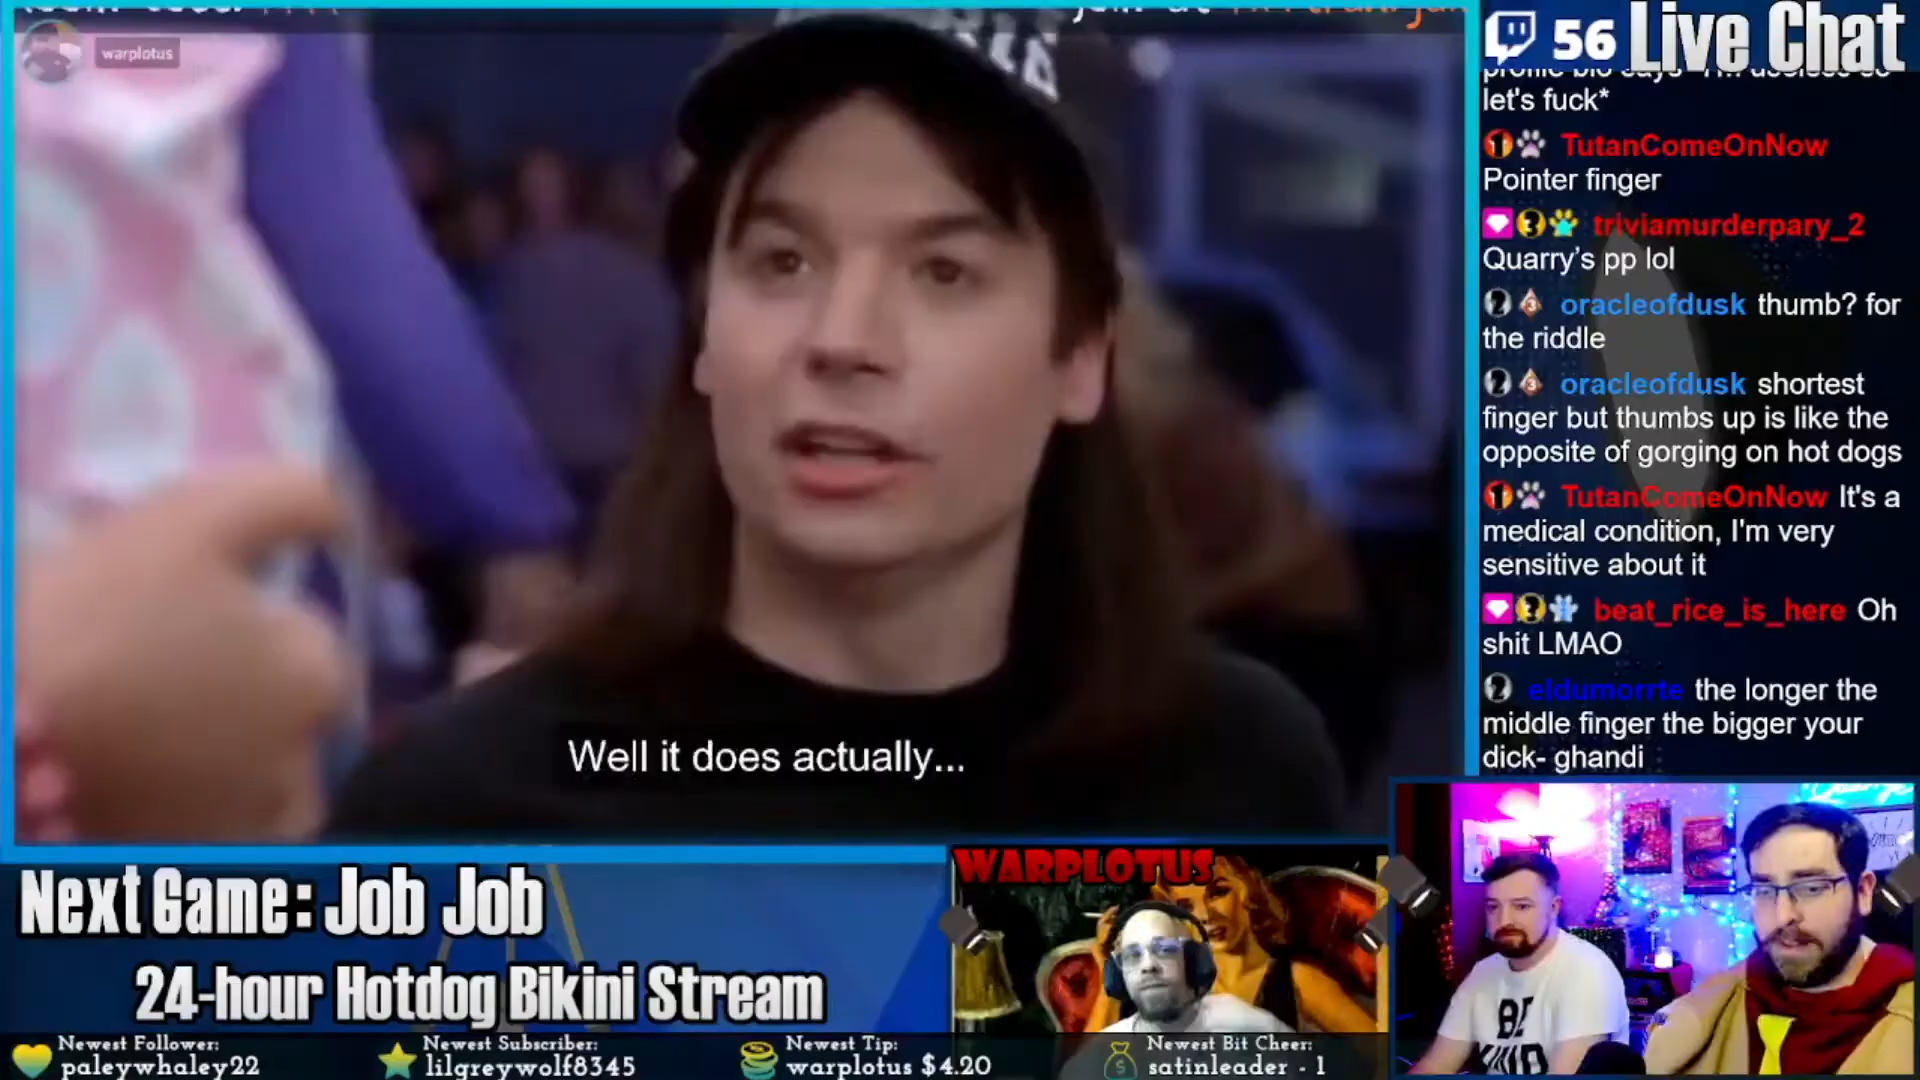 warplotus
Well it does actually...
56 Live Chat
let's fuck*
TutanComeOnNow
Pointer finger
triviamurderpary_2
Quarry's pp lol
oracleofdusk thumb? for
the riddle
oracleofdusk shortest
finger but thumbs up is like the
opposite of gorging on hot dogs
TutanComeOnNow It's a
medical condition, I'm very
sensitive about it
beat_rice_is_here Oh
shit LMAO
eldumorrte the longer the
middle finger the bigger your
dick- ghandi
Next Game: Job Job
24-hour Hotdog Bikini Stream
WARPLOTUS
BE
KIND
Newest Follower:
paleywhaley22
Newest Subscriber:
lilgreywolf8345
Newest Tip:
warplotus $4.20
Newest Bit Cheer:
satinleader - 1